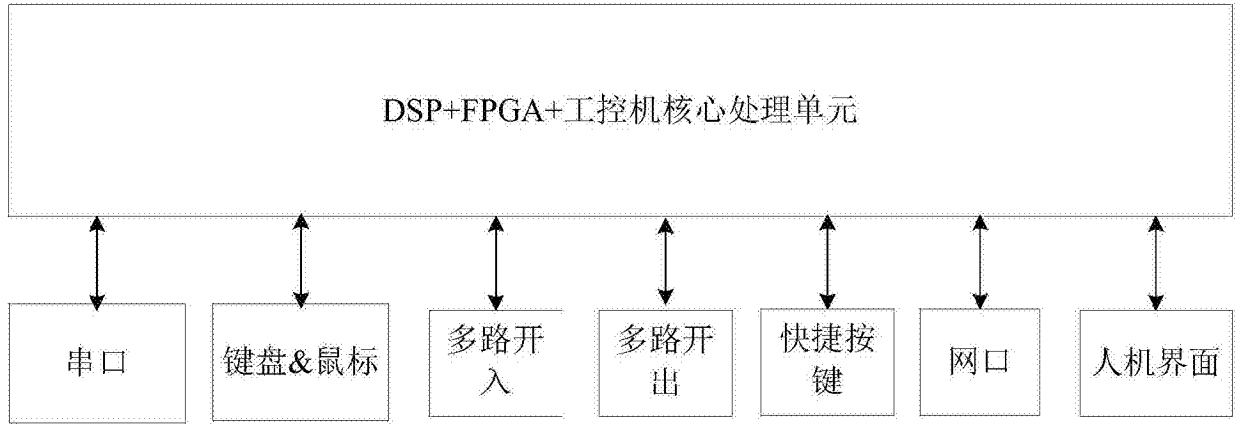 DSP+FPGA+工控机核心处理单元
串口
键盘&鼠标
多路开
入
多路开
出
快捷按
键
网口
人机界面